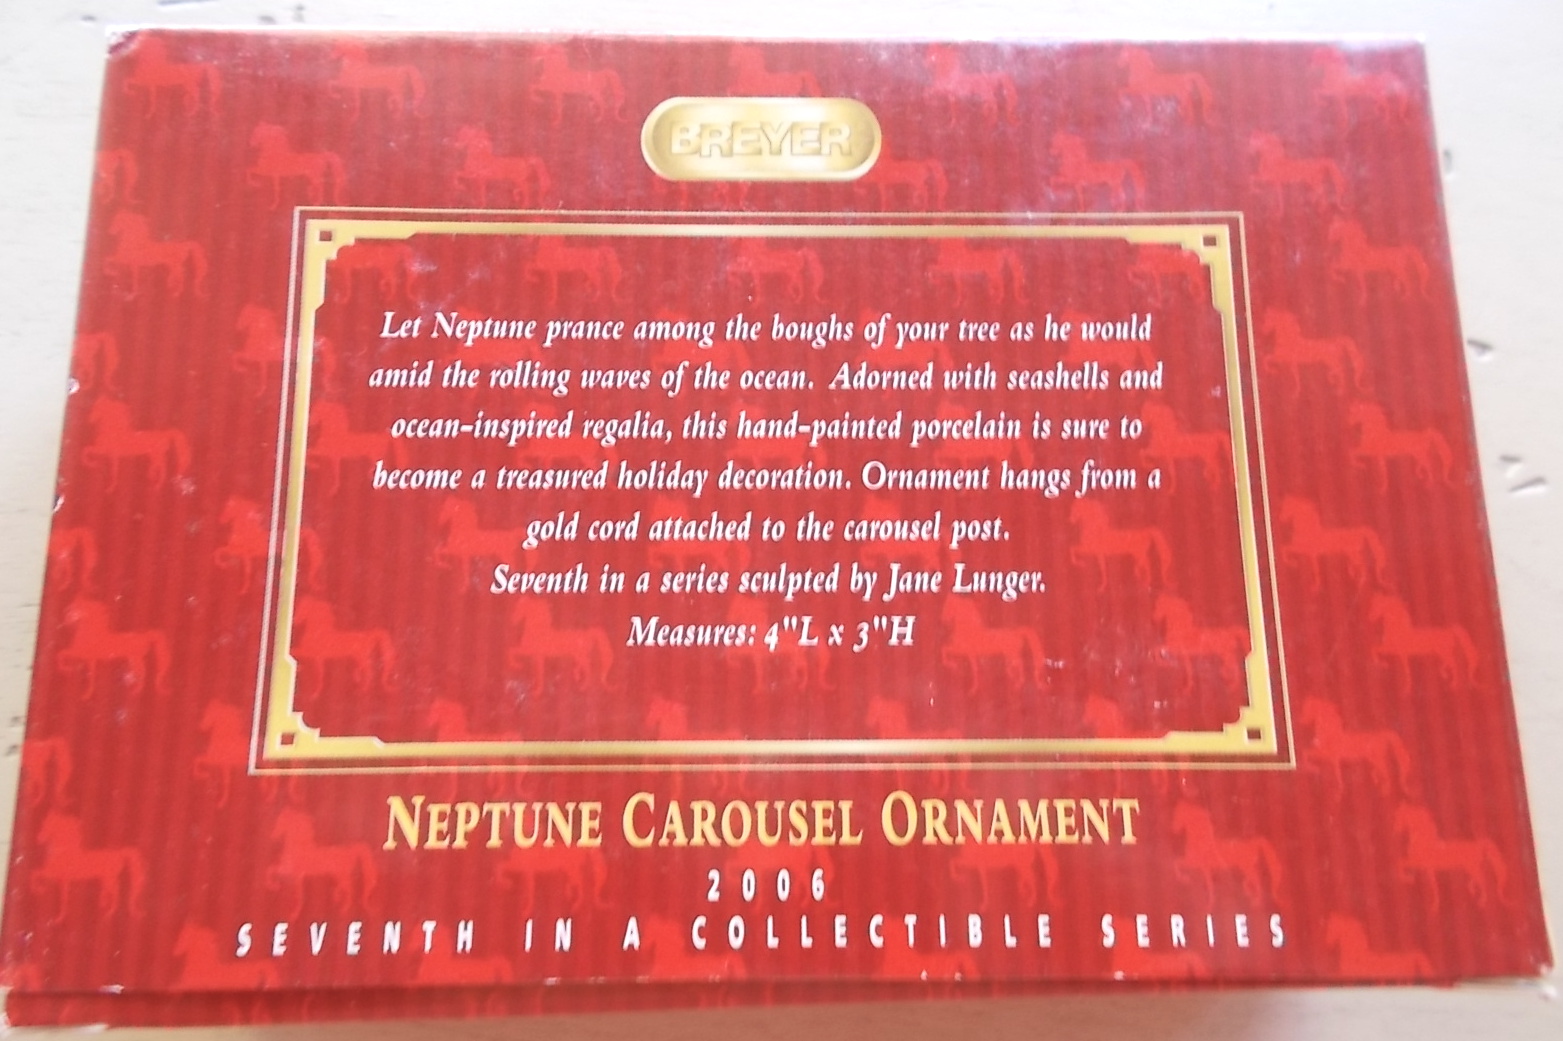 BREYER
Let Neptune prance among the boughs of your tree as he would
amid the rolling waves of the ocean. Adorned with seashells and
ocean-inspired regalia, this hand-painted porcelain is sure to
become a treasured holiday decoration. Ornament hangs from a
gold cord attached to the carousel post.
Seventh in a series sculpted by Jane Lunger.
Measures: 4"L x 3"H
NEPTUNE CAROUSEL ORNAMENT
2006
SEVENTH IN A COLLECTIBLE SERIES